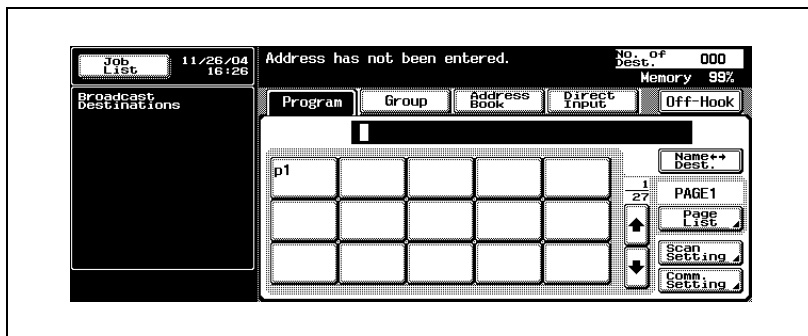 Job List
11/26/04
16:26
Address has not been entered.
No. of Dest.
000
Memory 99%
Broadcast
Destinations
Program
Group
Address Book
Direct Input
Off-Hook
Name↔Dest.
p1
1/27
PAGE1
Page List
Scan Setting
Comm. Setting